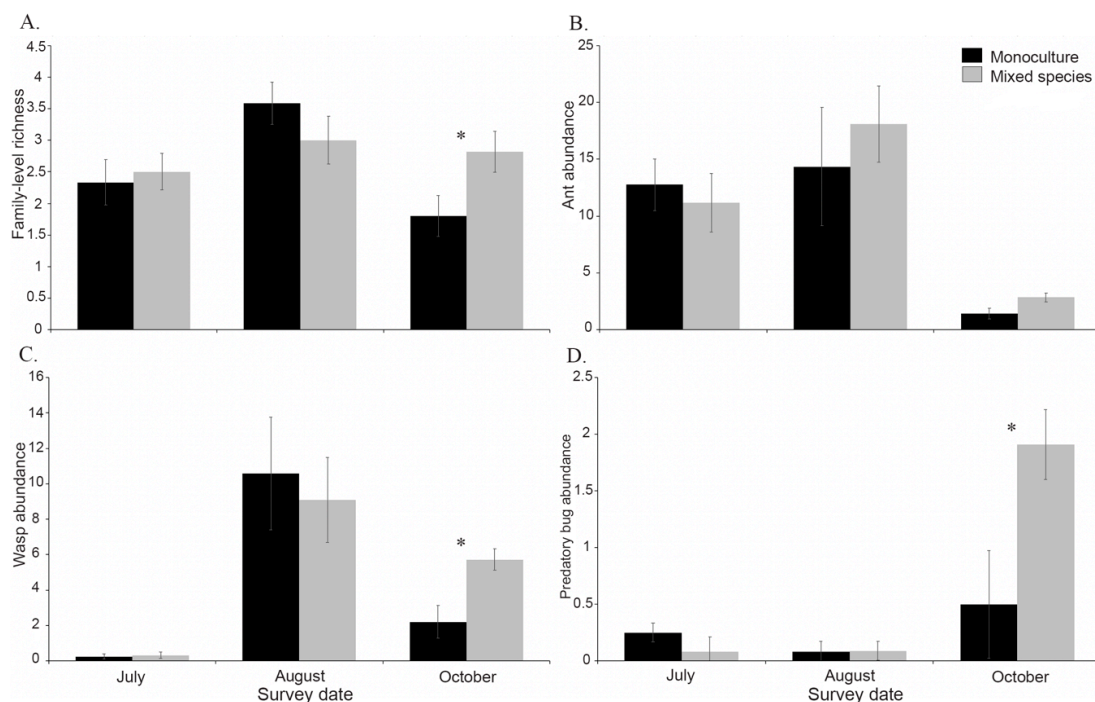 A.
4.5
4
3.5
3
2.5
2
1.5
1
0.5
0
Family-level richness
*
B.
25
20
15
10
5
0
Ant abundance
Monoculture
Mixed species
C.
16
14
12
10
8
6
4
2
0
Wasp abundance
*
July
August
October
Survey date
D.
2.5
2
1.5
1
0.5
0
Predatory bug abundance
*
July
August
October
Survey date